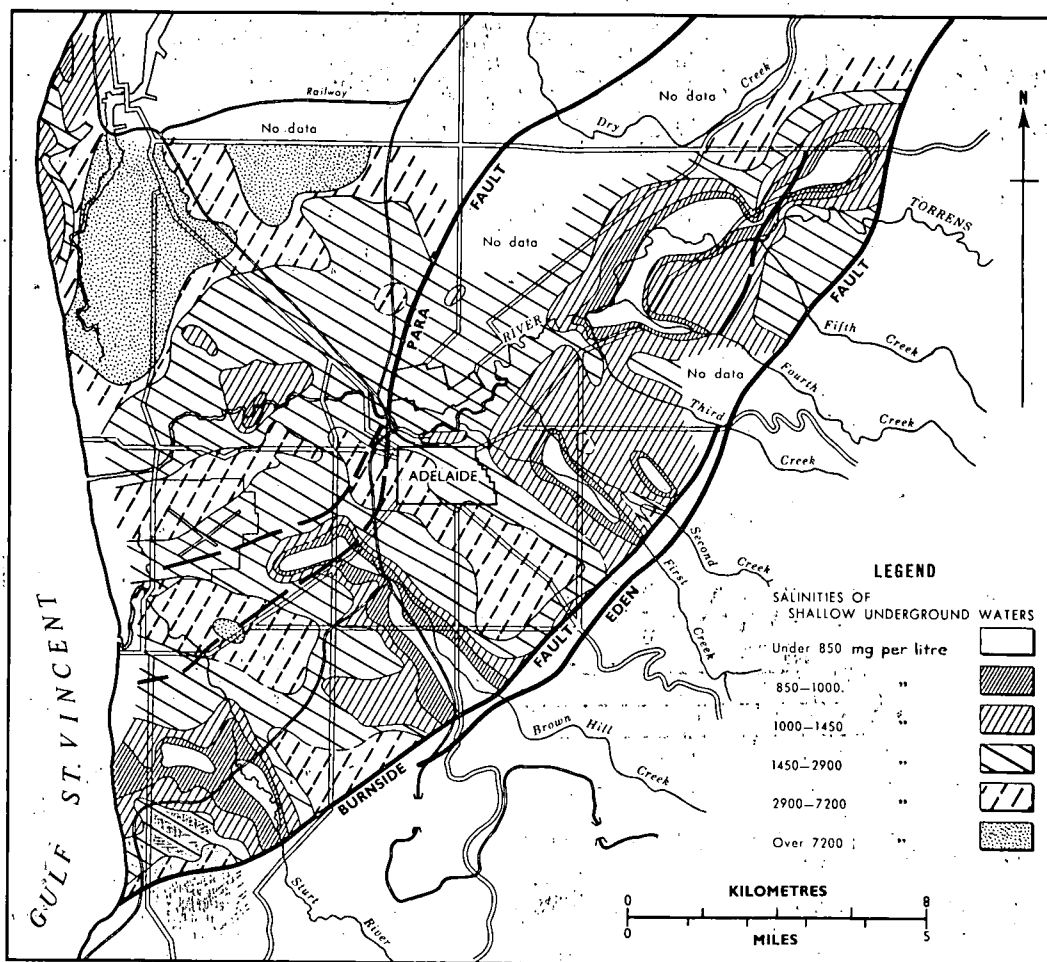 Railway
No data
No data
Creek
Dry
N
FAULT
No data
TORRENS
RIVER
PARA
FAULT
Fifth
Creek
No data
Fourth
Third
Creek
Creek
ADELAIDE
Second
Creek
First
Creek
EDEN
FAULT
BURNSIDE
Brown Hill
Creek
Sturt
River
GULF ST. VINCENT
LEGEND
SALINITIES OF
SHALLOW UNDERGROUND WATERS
Under 850 mg per litre
850–1000. "
1000–1450 "
1450–2900 "
2900–7200 "
Over 7200 "
KILOMETRES
0 8
0 5
MILES